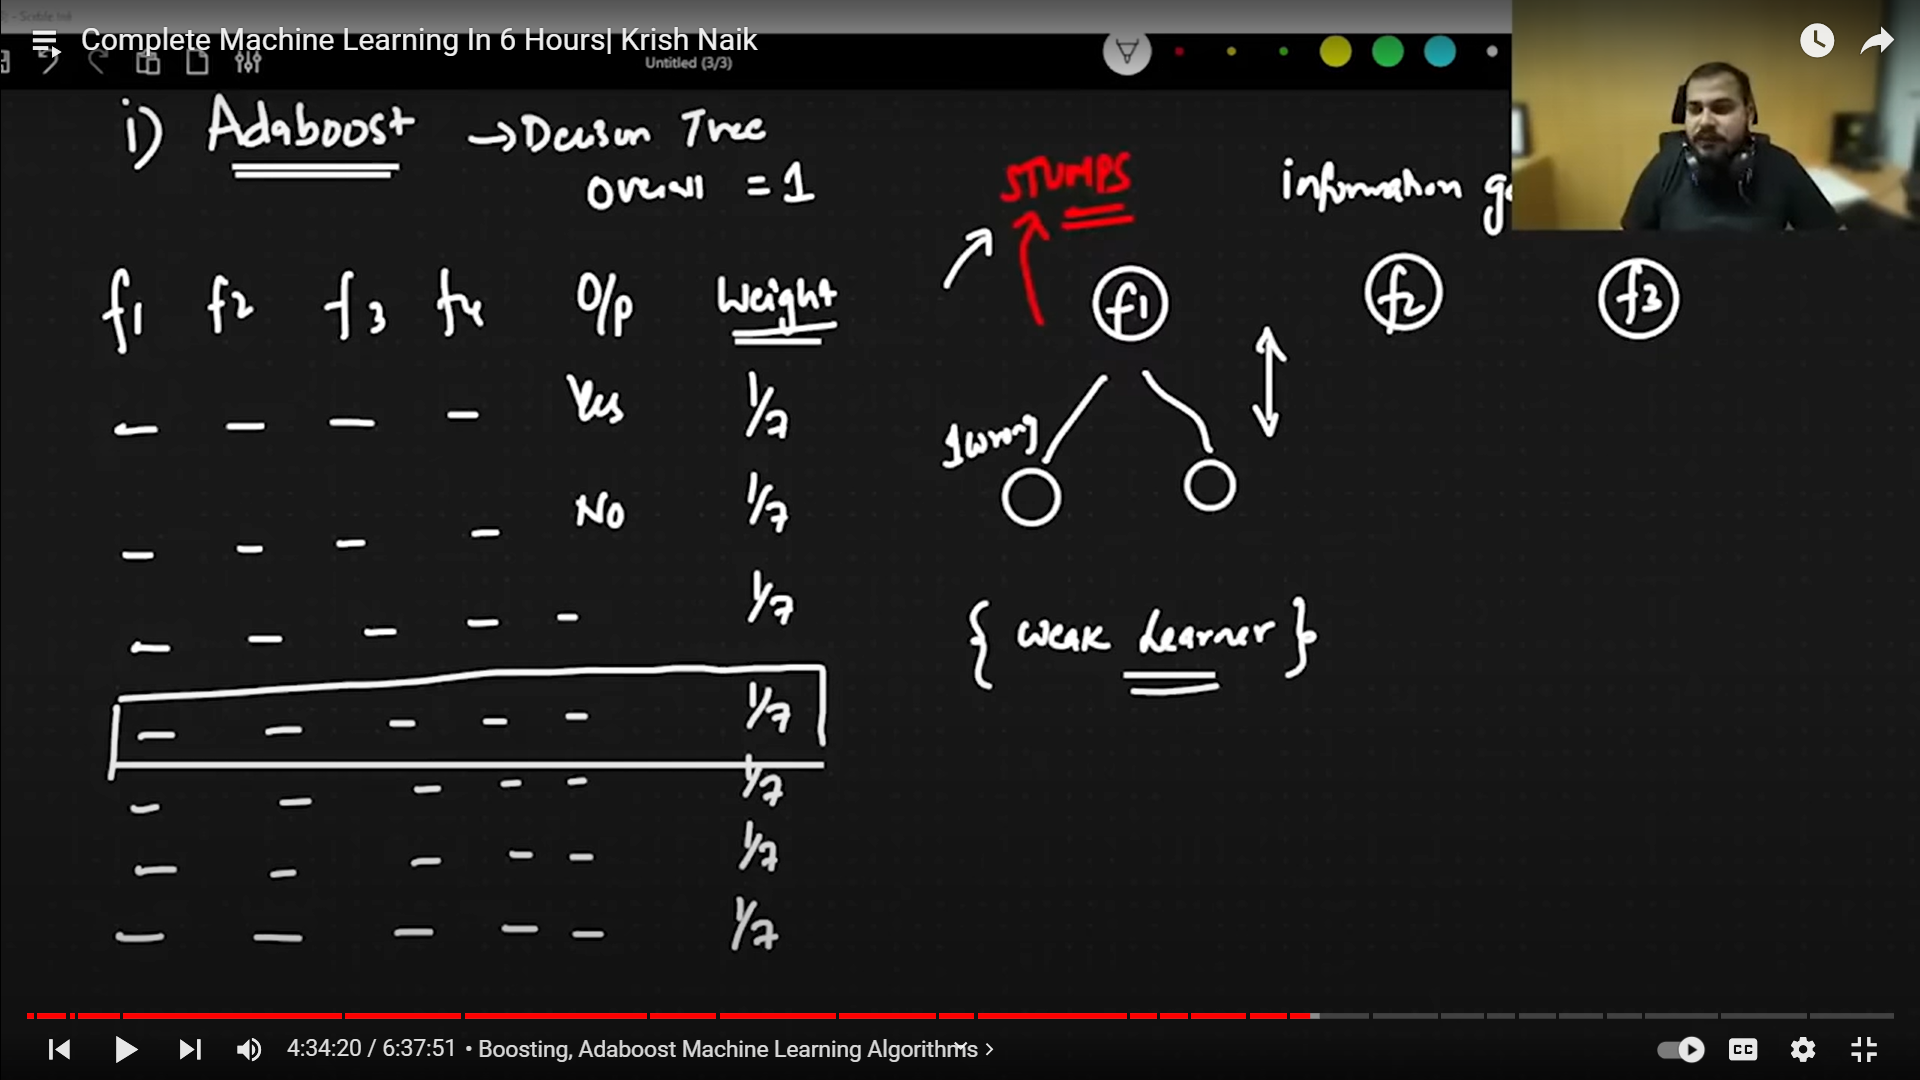 Complete Machine Learning In 6 Hours| Krish Naik
Untitled (3/3)
i) Adaboost → Decision Tree
Overall = 1
STUMPS
information
f1 f2 f3 f4 O/p Weight
f1 f2 f3
Yes 1/7
1 wrong
No 1/7
1/7
{ Weak Learner }
1/7
1/7
1/7
1/7
4:34:20 / 6:37:51 • Boosting, Adaboost Machine Learning Algorithms >
CC